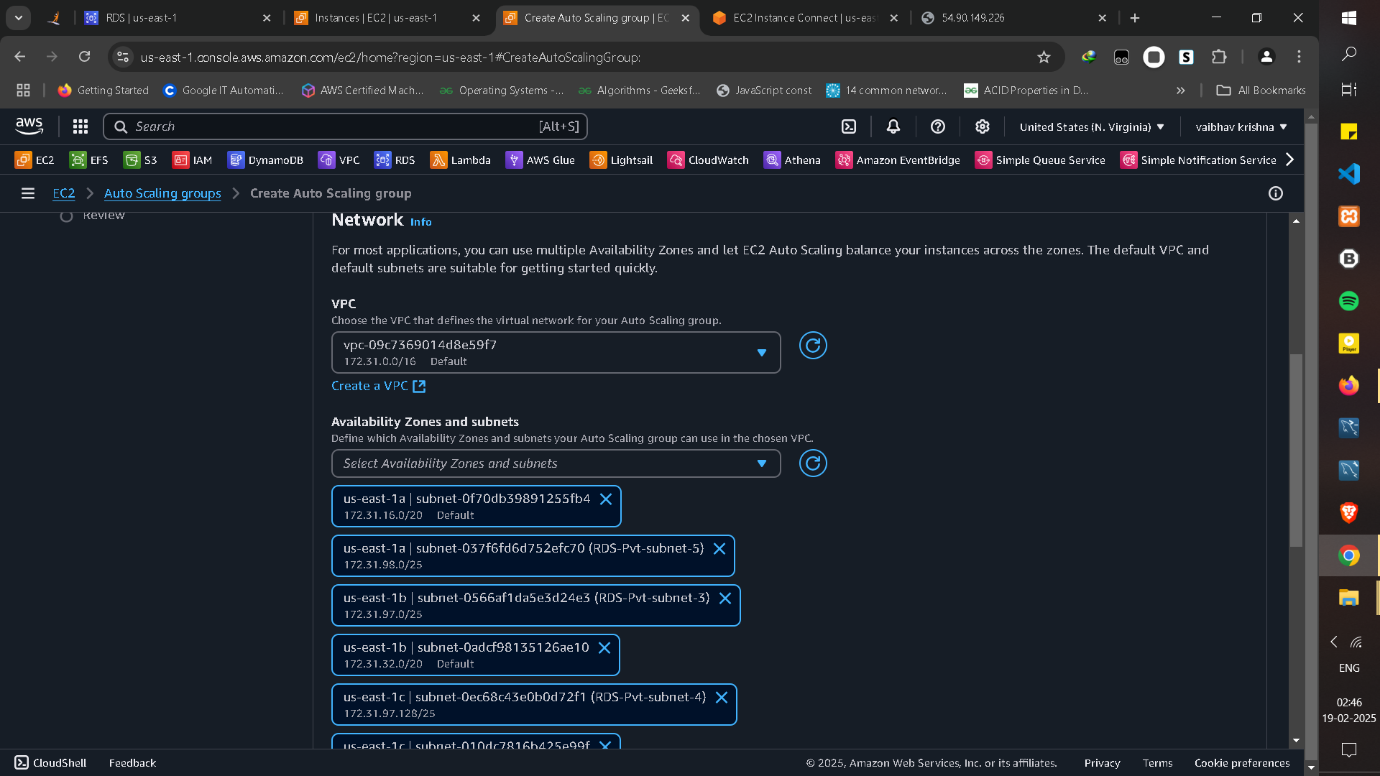 RDS | us-east-1
Instances | EC2 | us-east-1
Create Auto Scaling group | EC
EC2 Instance Connect | us-eas
54.90.149.226
us-east-1.console.aws.amazon.com/ec2/home?region=us-east-1#CreateAutoScalingGroup:
Getting Started
Google IT Automati...
AWS Certified Mach...
Operating Systems -...
Algorithms - Geeksf...
JavaScript const
14 common networ...
ACID Properties in D...
All Bookmarks
aws
Search
[Alt+S]
United States (N. Virginia)
vaibhav krishna
EC2
EFS
S3
IAM
DynamoDB
VPC
RDS
Lambda
AWS Glue
Lightsail
CloudWatch
Athena
Amazon EventBridge
Simple Queue Service
Simple Notification Service
EC2
Auto Scaling groups
Create Auto Scaling group
Review
Network Info
For most applications, you can use multiple Availability Zones and let EC2 Auto Scaling balance your instances across the zones. The default VPC and
default subnets are suitable for getting started quickly.
VPC
Choose the VPC that defines the virtual network for your Auto Scaling group.
vpc-09c7369014d8e59f7
172.31.0.0/16 Default
Create a VPC
Availability Zones and subnets
Define which Availability Zones and subnets your Auto Scaling group can use in the chosen VPC.
Select Availability Zones and subnets
us-east-1a | subnet-0f70db39891255fb4
172.31.16.0/20 Default
us-east-1a | subnet-037f6fd6d752efc70 (RDS-Pvt-subnet-5)
172.31.98.0/25
us-east-1b | subnet-0566af1da5e3d24e3 (RDS-Pvt-subnet-3)
172.31.97.0/25
us-east-1b | subnet-0adcf98135126ae10
172.31.32.0/20 Default
us-east-1c | subnet-0ec68c43e0b0d72f1 (RDS-Pvt-subnet-4)
172.31.97.128/25
us-east-1c | subnet-010dc7816b425e99f
CloudShell
Feedback
© 2025, Amazon Web Services, Inc. or its affiliates.
Privacy
Terms
Cookie preferences
ENG
02:46
19-02-2025